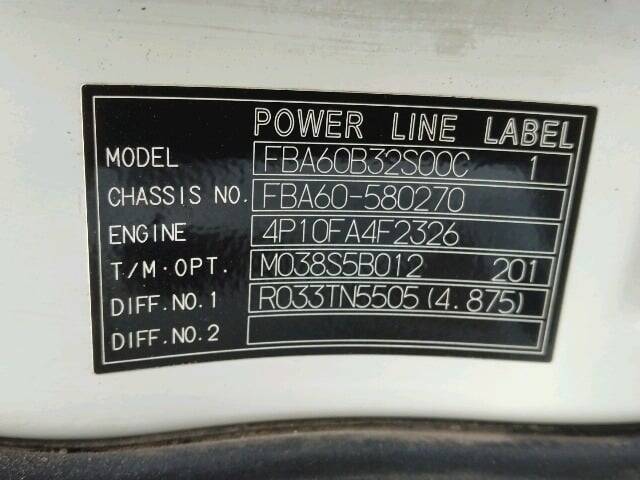 POWER LINE LABEL
MODEL FBA60B32S00C 1
CHASSIS NO. FBA60-580270
ENGINE 4P10FA4F2326
T/M·OPT. M038S5B012 201
DIFF.NO.1 R033TN5505(4.875)
DIFF.NO.2